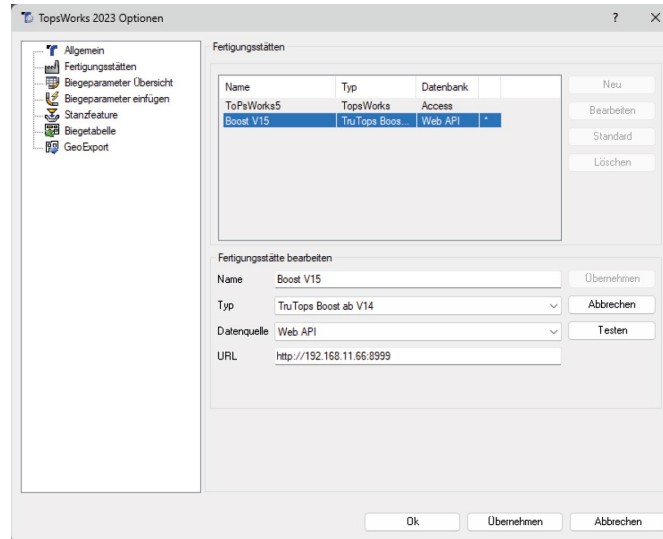 TopsWorks 2023 Optionen
Allgemein
Fertigungsstätten
Biegeparameter Übersicht
Biegeparameter einfügen
Stanzfeature
Biegetabelle
GeoExport
Fertigungsstätten
Name Typ Datenbank
ToPsWorks5 TopsWorks Access
Boost V15 TruTops Boos... Web API *
Neu
Bearbeiten
Standard
Löschen
Fertigungsstätte bearbeiten
Name Boost V15 Übernehmen
Typ TruTops Boost ab V14 Abbrechen
Datenquelle Web API Testen
URL http://192.168.11.66:8999
Ok Übernehmen Abbrechen